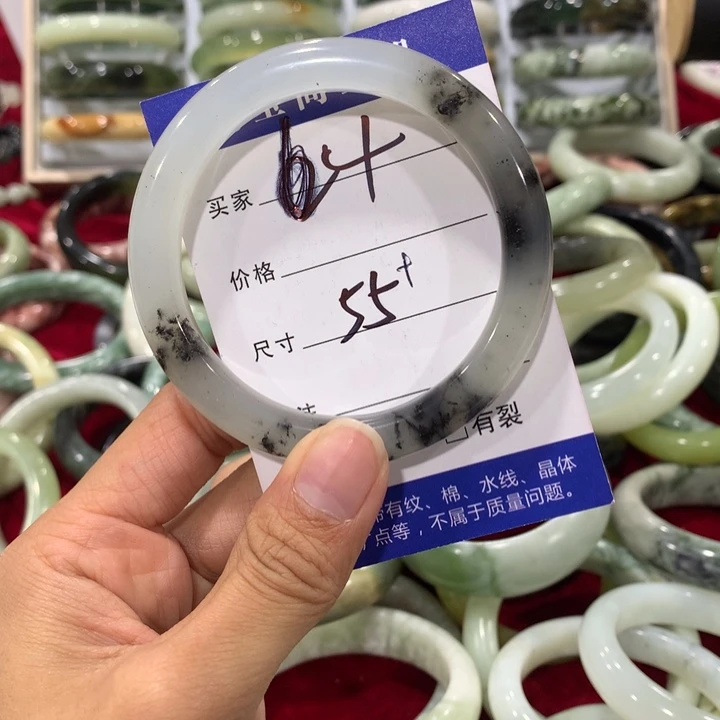 买家 64
价格
尺寸 55+
有裂
有纹、棉、水线、晶体
点等，不属于质量问题。